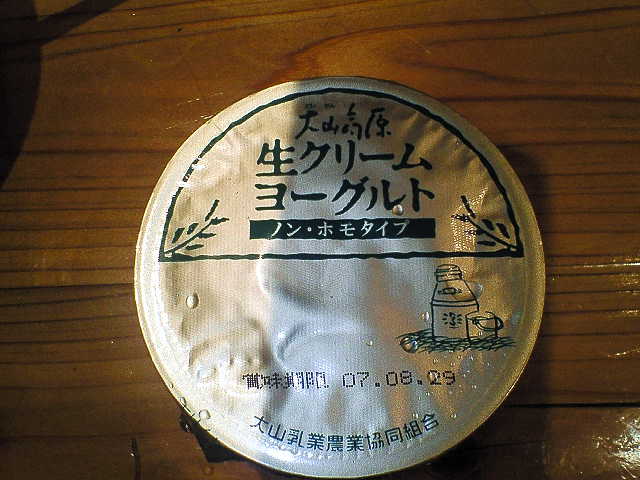 大山高原
生クリーム
ヨーグルト
ノン・ホモタイプ
賞味期限 07.08.29
大山乳業農業協同組合